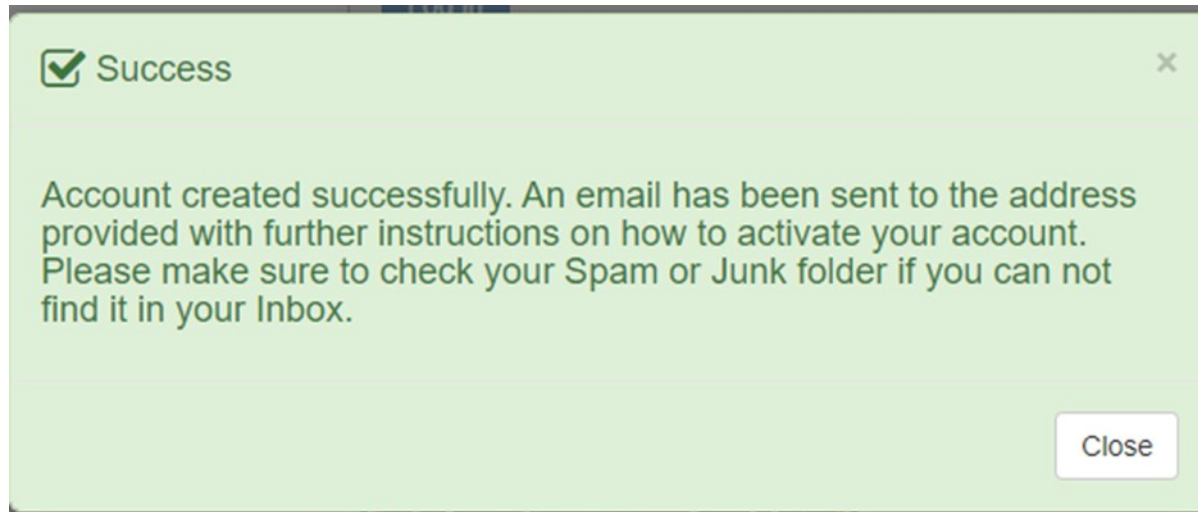 Success
×
Account created successfully. An email has been sent to the address
provided with further instructions on how to activate your account.
Please make sure to check your Spam or Junk folder if you can not
find it in your Inbox.
Close